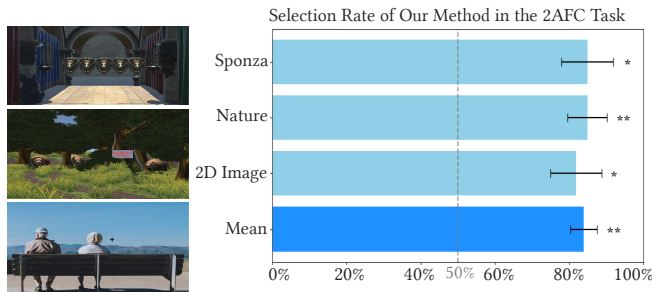 Selection Rate of Our Method in the 2AFC Task
Sponza
*
Nature
**
2D Image
*
Mean
**
0%
20%
40%
50%
60%
80%
100%